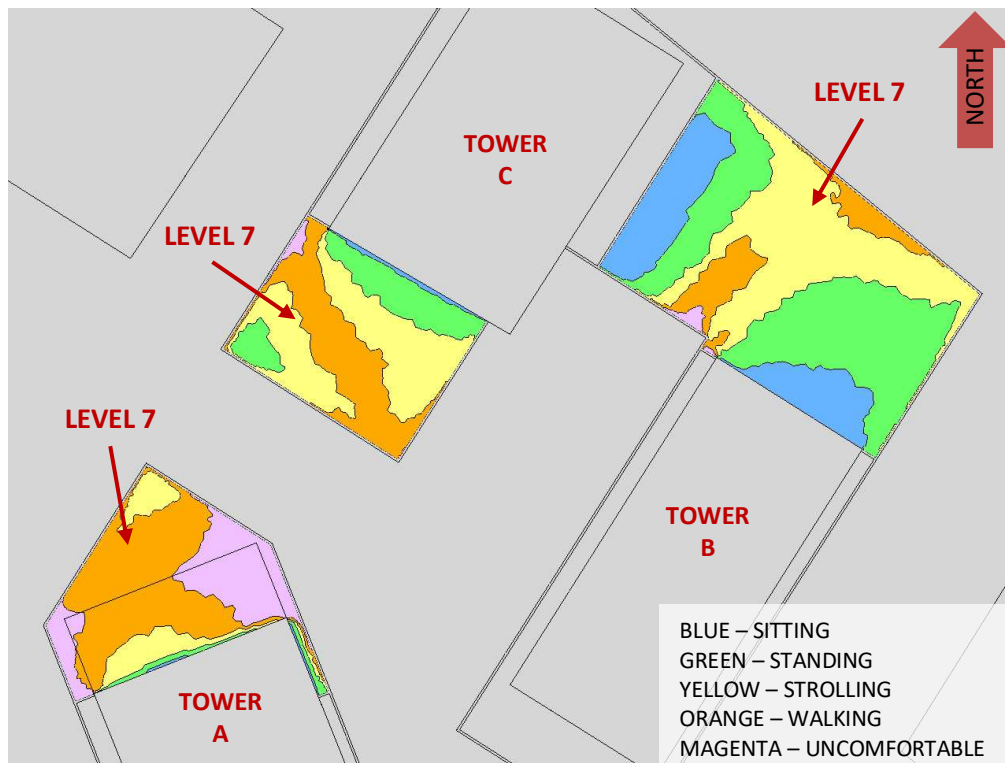 NORTH
LEVEL 7
TOWER
C
LEVEL 7
LEVEL 7
TOWER
B
TOWER
A
BLUE – SITTING
GREEN – STANDING
YELLOW – STROLLING
ORANGE – WALKING
MAGENTA – UNCOMFORTABLE